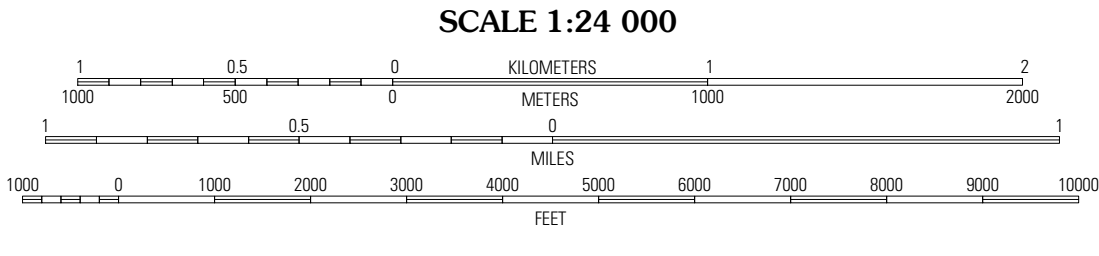 SCALE 1:24 000
1 0.5 0 KILOMETERS 1 2
1000 500 0 METERS 1000 2000
1 0.5 0 1
MILES
1000 0 1000 2000 3000 4000 5000 6000 7000 8000 9000 10000
FEET